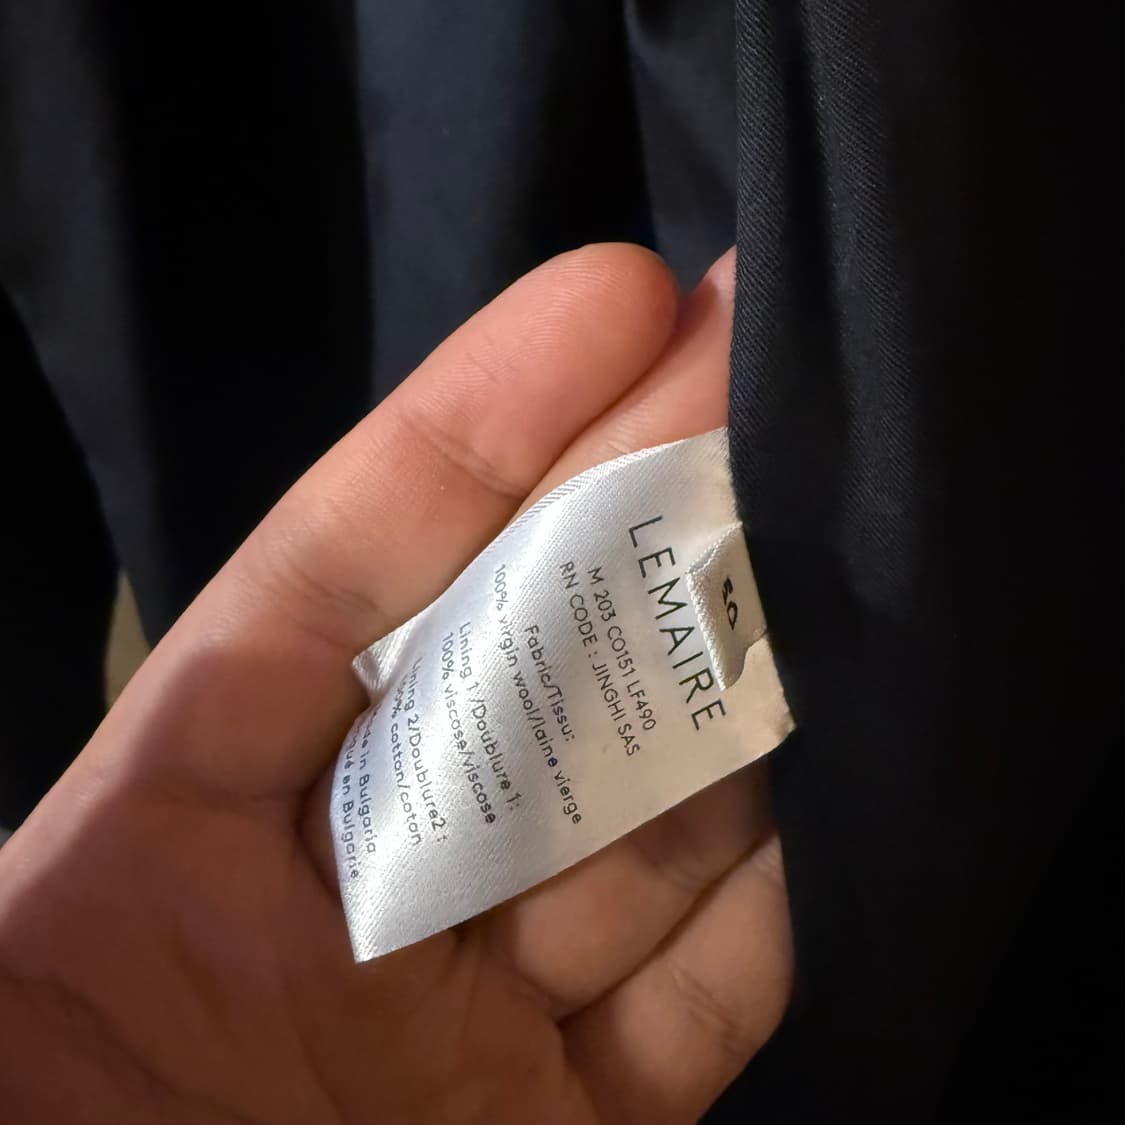 50
LEMAIRE
M 203 CO151 LF490
RN CODE : JINGHI SAS
Fabric/Tissu:
100% virgin wool/laine vierge
Lining 1 /Doublure 1:
100% viscose/viscose
Lining 2/Doublure2 :
100% cotton/coton
in Bulgaria
en Bulgarie